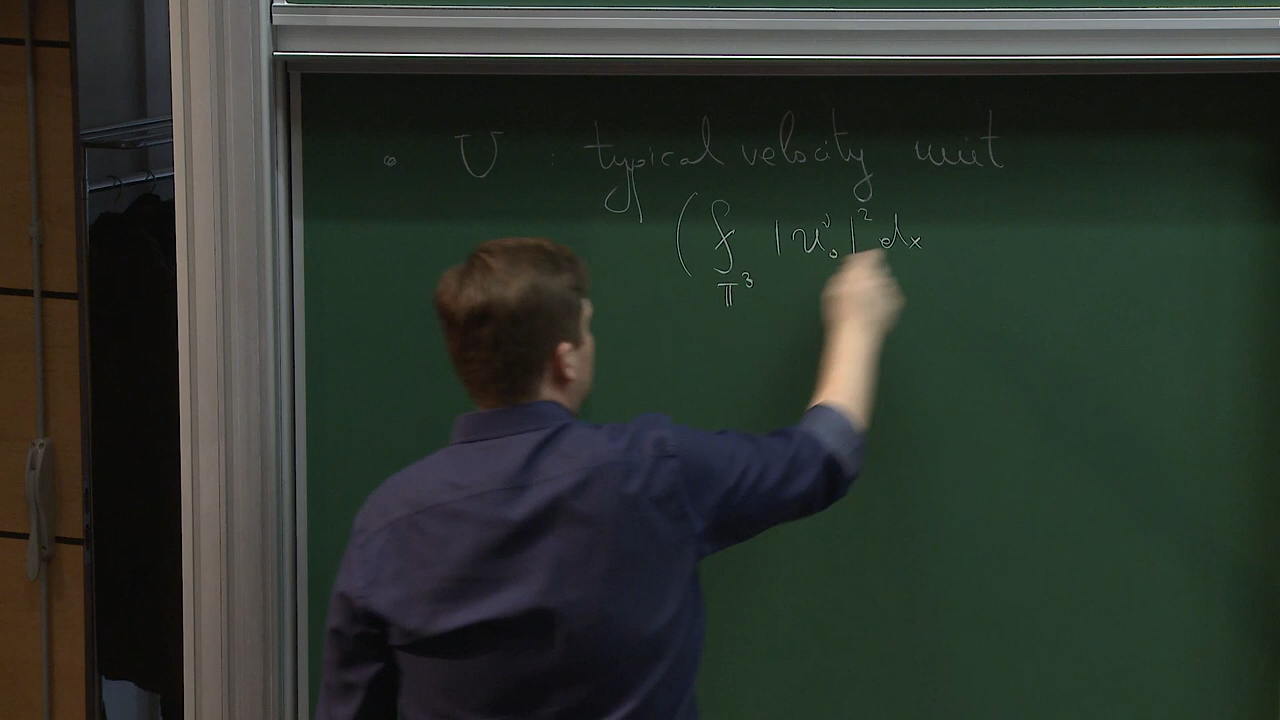 • U : typical velocity unit
( ⨍_{𝕋³} |u₀^ν|² dx